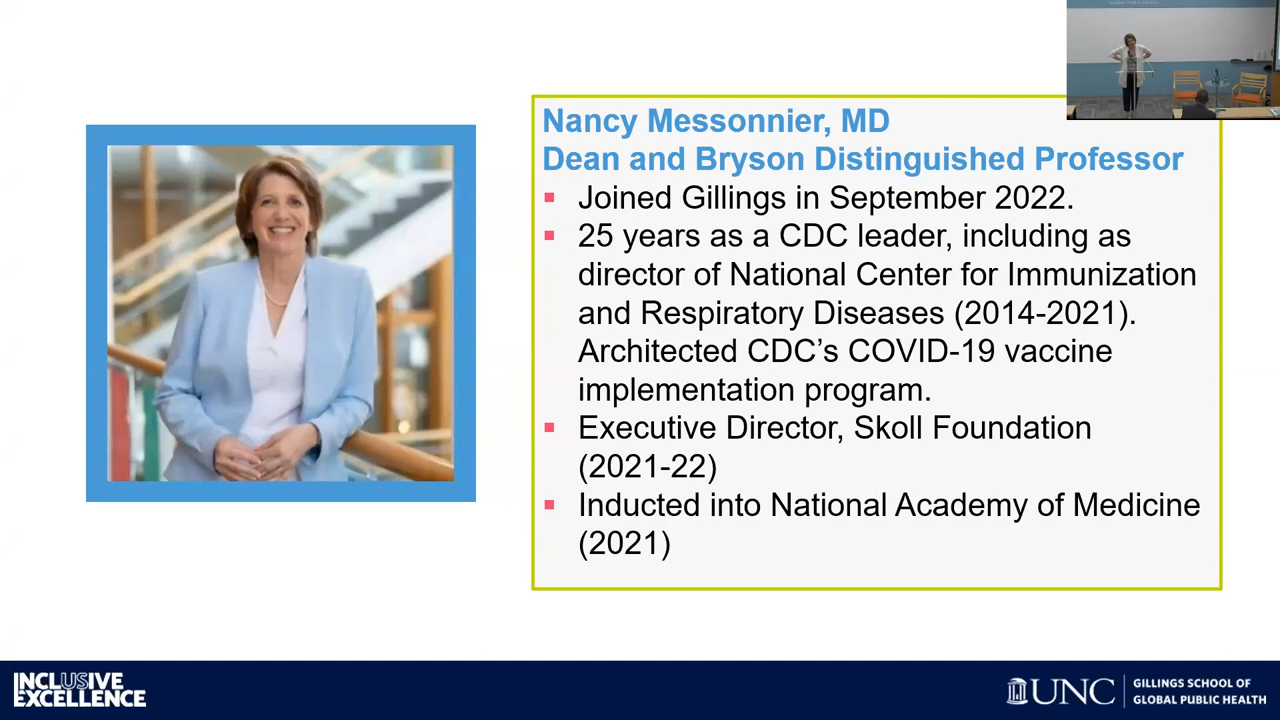 Nancy Messonnier, MD
Dean and Bryson Distinguished Professor
Joined Gillings in September 2022.
25 years as a CDC leader, including as
director of National Center for Immunization
and Respiratory Diseases (2014-2021).
Architected CDC’s COVID-19 vaccine
implementation program.
Executive Director, Skoll Foundation
(2021-22)
Inducted into National Academy of Medicine
(2021)
INCLUSIVE
EXCELLENCE
UNC
GILLINGS SCHOOL OF
GLOBAL PUBLIC HEALTH